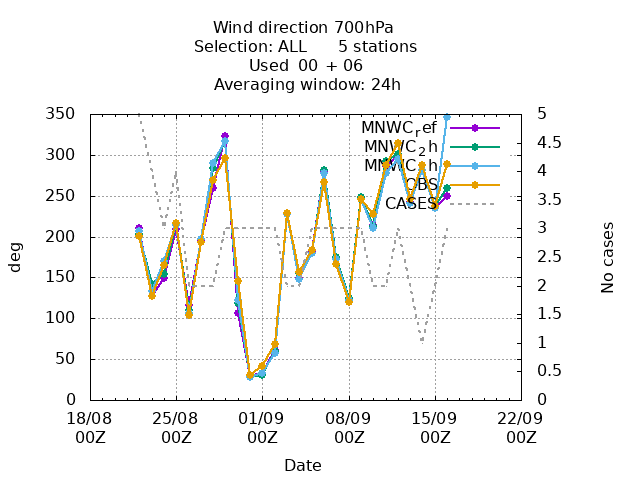 Wind direction 700hPa
Selection: ALL 5 stations
Used 00 + 06
Averaging window: 24h
350
300
250
200
150
100
50
0
deg
5
4.5
4
3.5
3
2.5
2
1.5
1
0.5
0
No cases
MNWC_ref
MNWC_2h
MNWC h
OBS
CASES
18/08 25/08 01/09 08/09 15/09 22/09
00Z 00Z 00Z 00Z 00Z 00Z
Date